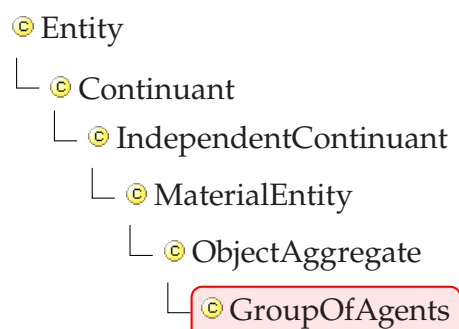 © Entity
© Continuant
© IndependentContinuant
© MaterialEntity
© ObjectAggregate
© GroupOfAgents